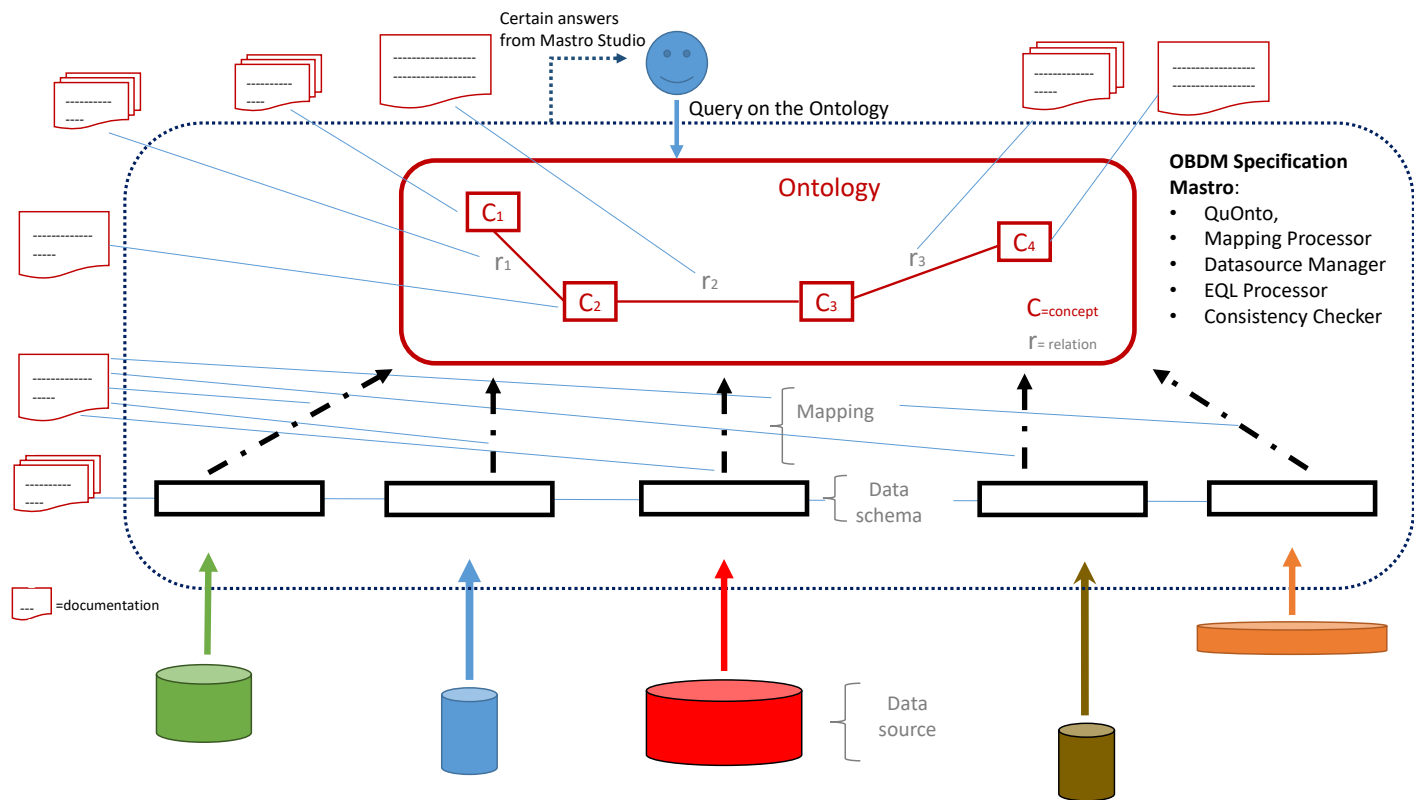 Certain answers
from Mastro Studio
Query on the Ontology
OBDM Specification
Mastro:
• QuOnto,
• Mapping Processor
• Datasource Manager
• EQL Processor
• Consistency Checker
Ontology
C1
r1
C2
r2
C3
r3
C4
C=concept
r= relation
Mapping
Data
schema
=documentation
Data
source